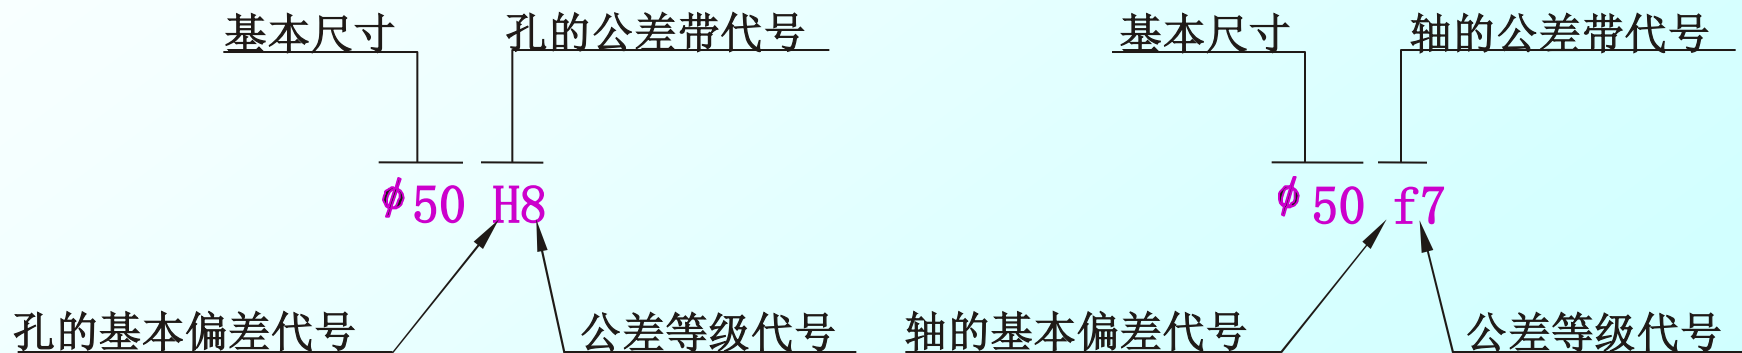 基本尺寸 孔的公差带代号 基本尺寸 轴的公差带代号
ϕ50 H8 ϕ50 f7
孔的基本偏差代号 公差等级代号 轴的基本偏差代号 公差等级代号